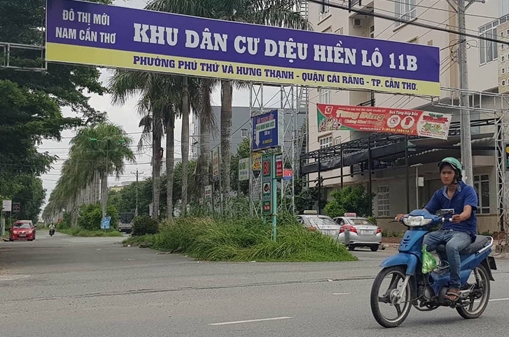 ĐÔ THỊ MỚI
NAM CẦN THƠ
KHU DÂN CƯ DIỆU HIỀN LÔ 11B
PHƯỜNG PHÚ THỨ VÀ HƯNG THẠNH - QUẬN CÁI RĂNG - TP. CẦN THƠ.